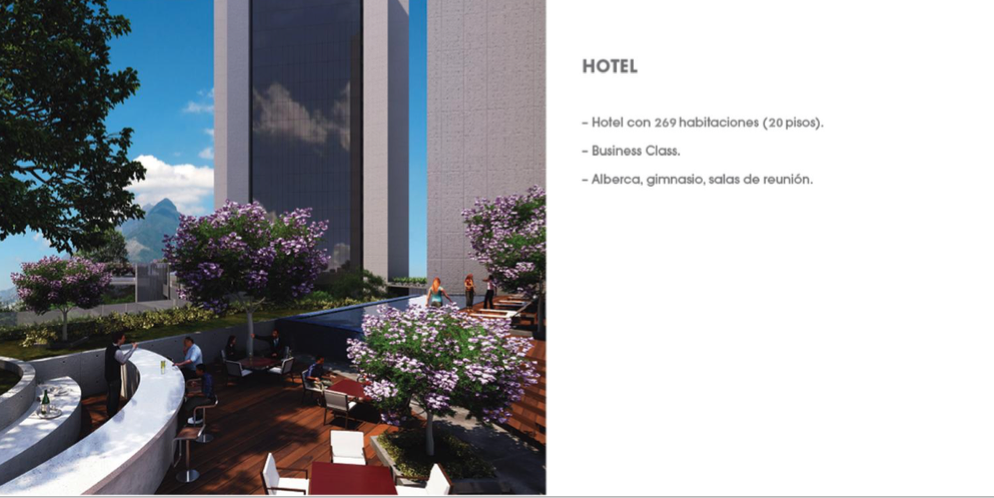 HOTEL
– Hotel con 269 habitaciones (20 pisos).
– Business Class.
– Alberca, gimnasio, salas de reunión.